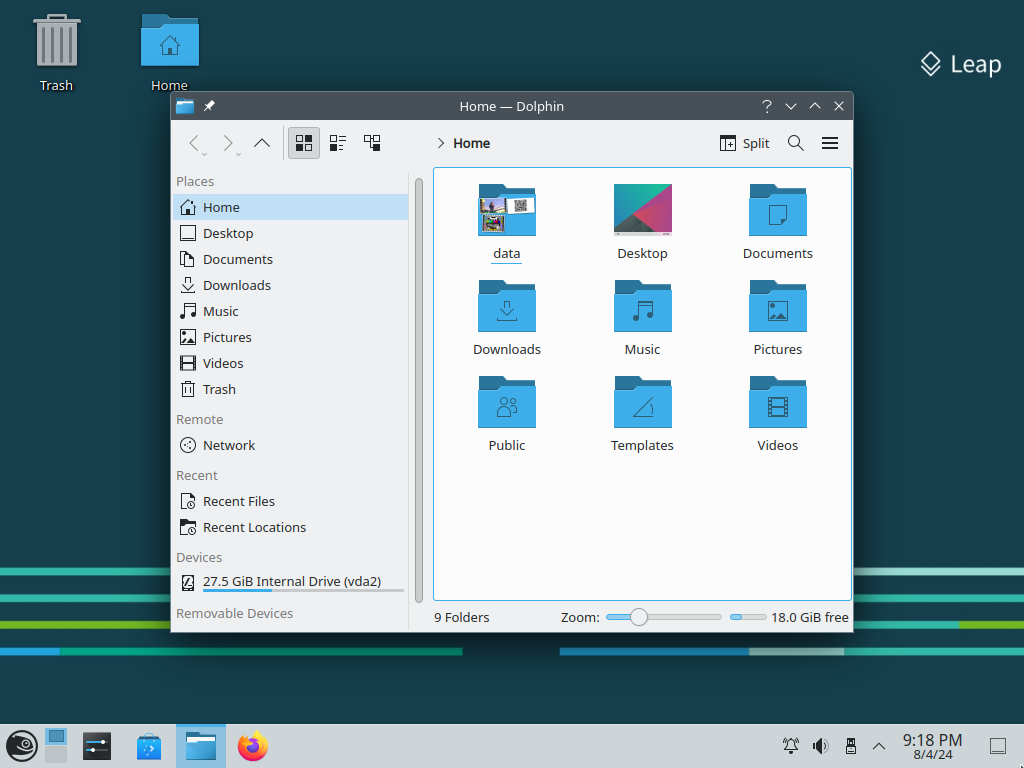 Trash
Home
Leap
Home — Dolphin
Home
Split
Places
Home
Desktop
Documents
Downloads
Music
Pictures
Videos
Trash
Remote
Network
Recent
Recent Files
Recent Locations
Devices
27.5 GiB Internal Drive (vda2)
Removable Devices
data
Desktop
Documents
Downloads
Music
Pictures
Public
Templates
Videos
9 Folders
Zoom:
18.0 GiB free
9:18 PM
8/4/24